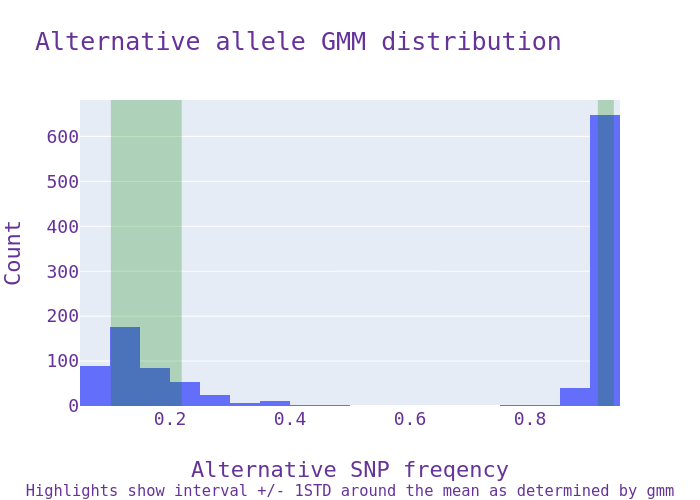 Alternative allele GMM distribution
Count
600
500
400
300
200
100
0
0.2 0.4 0.6 0.8
Alternative SNP freqency
Highlights show interval +/- 1STD around the mean as determined by gmm